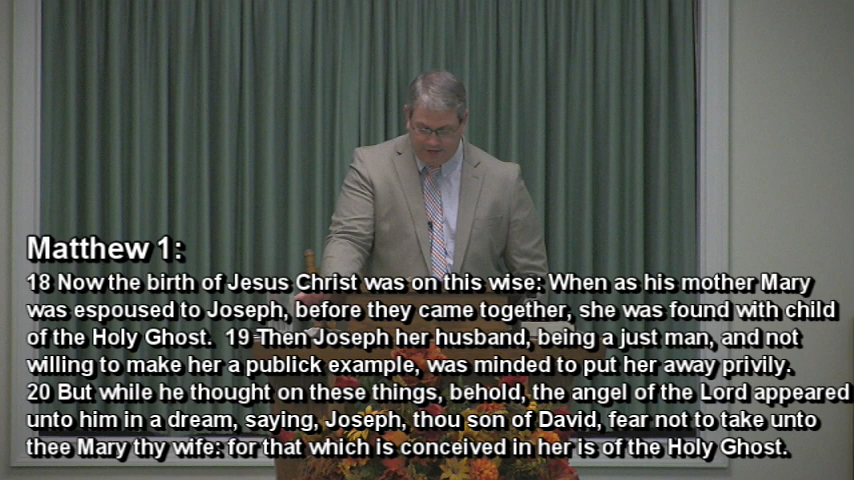 Matthew 1:
18 Now the birth of Jesus Christ was on this wise: When as his mother Mary
was espoused to Joseph, before they came together, she was found with child
of the Holy Ghost.  19 Then Joseph her husband, being a just man, and not
willing to make her a publick example, was minded to put her away privily.
20 But while he thought on these things, behold, the angel of the Lord appeared
unto him in a dream, saying, Joseph, thou son of David, fear not to take unto
thee Mary thy wife: for that which is conceived in her is of the Holy Ghost.